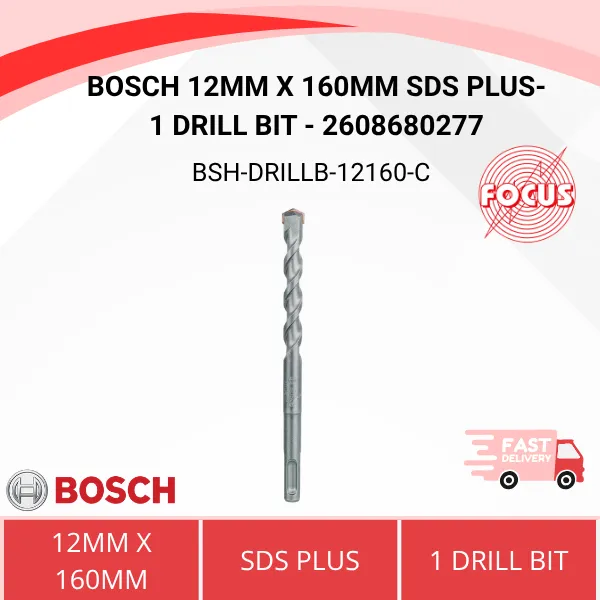 BOSCH 12MM X 160MM SDS PLUS-
1 DRILL BIT - 2608680277
BSH-DRILLB-12160-C
FOCUS
FAST
DELIVERY
BOSCH
12MM X
160MM
SDS PLUS
1 DRILL BIT